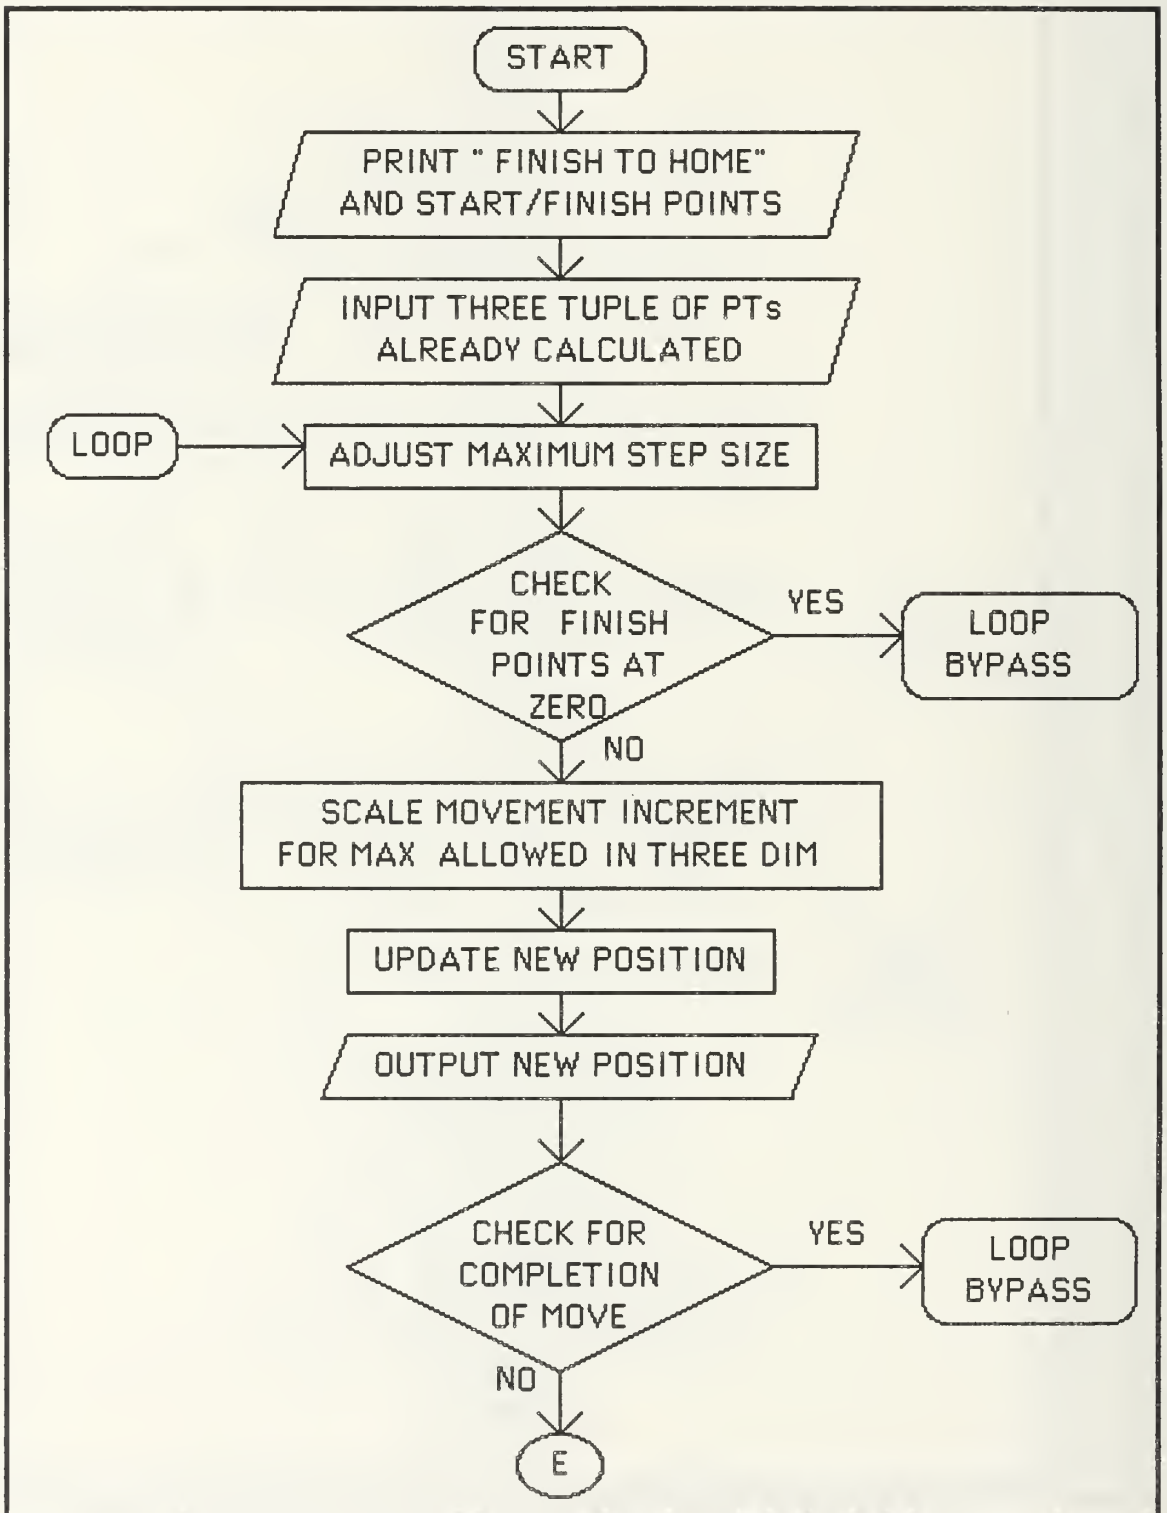 START
PRINT " FINISH TO HOME"
AND START/FINISH POINTS
INPUT THREE TUPLE OF PTs
ALREADY CALCULATED
LOOP
ADJUST MAXIMUM STEP SIZE
CHECK
FOR FINISH
POINTS AT
ZERO
YES
LOOP
BYPASS
NO
SCALE MOVEMENT INCREMENT
FOR MAX ALLOWED IN THREE DIM
UPDATE NEW POSITION
OUTPUT NEW POSITION
CHECK FOR
COMPLETION
OF MOVE
YES
LOOP
BYPASS
NO
E